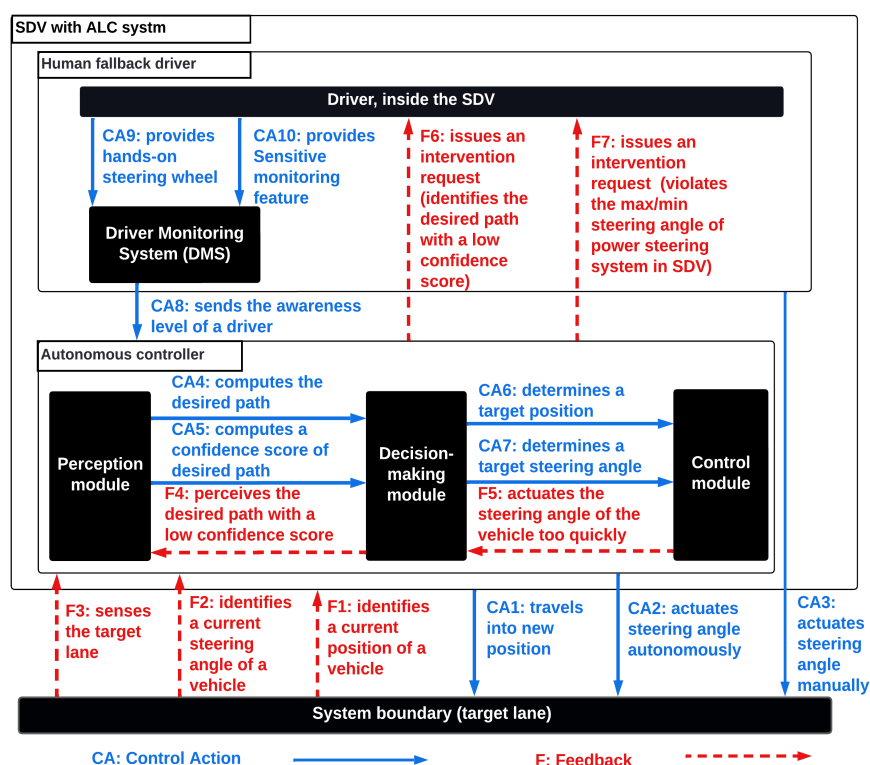 SDV with ALC systm
Human fallback driver
Driver, inside the SDV
CA9: provides
hands-on
steering wheel
CA10: provides
Sensitive
monitoring
feature
F6: issues an
intervention
request
(identifies the
desired path
with a low
confidence
score)
F7: issues an
intervention
request (violates
the max/min
steering angle of
power steering
system in SDV)
Driver Monitoring
System (DMS)
CA8: sends the awareness
level of a driver
Autonomous controller
CA4: computes the
desired path
CA5: computes a
confidence score of
desired path
F4: perceives the
desired path with a
low confidence score
Perception
module
Decision-
making
module
CA6: determines a
target position
CA7: determines a
target steering angle
F5: actuates the
steering angle of the
vehicle too quickly
Control
module
F3: senses
the target
lane
F2: identifies
a current
steering
angle of a
vehicle
F1: identifies
a current
position of a
vehicle
CA1: travels
into new
position
CA2: actuates
steering angle
autonomously
CA3:
actuates
steering
angle
manually
System boundary (target lane)
CA: Control Action
F: Feedback